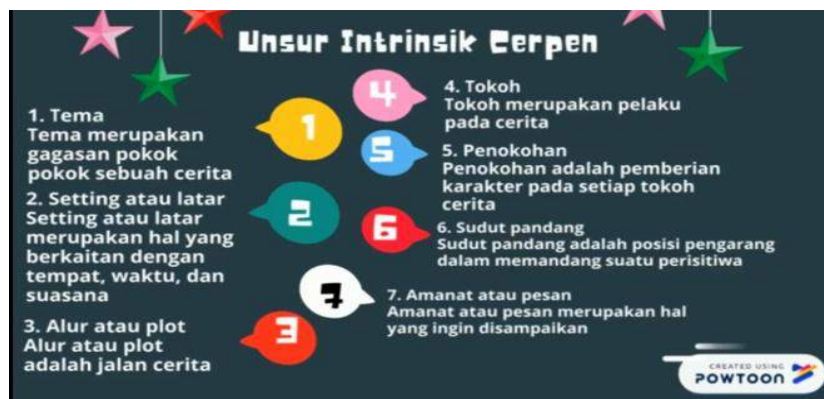 Unsur Intrinsik Cerpen
1. Tema
Tema merupakan
gagasan pokok
pokok sebuah cerita
1
2. Setting atau latar
Setting atau latar
merupakan hal yang
berkaitan dengan
tempat, waktu, dan
suasana
2
3. Alur atau plot
Alur atau plot
adalah jalan cerita
3
4
4. Tokoh
Tokoh merupakan pelaku
pada cerita
5
5. Penokohan
Penokohan adalah pemberian
karakter pada setiap tokoh
cerita
6
6. Sudut pandang
Sudut pandang adalah posisi pengarang
dalam memandang suatu perisitiwa
7
7. Amanat atau pesan
Amanat atau pesan merupakan hal
yang ingin disampaikan
CREATED USING
POWTOON